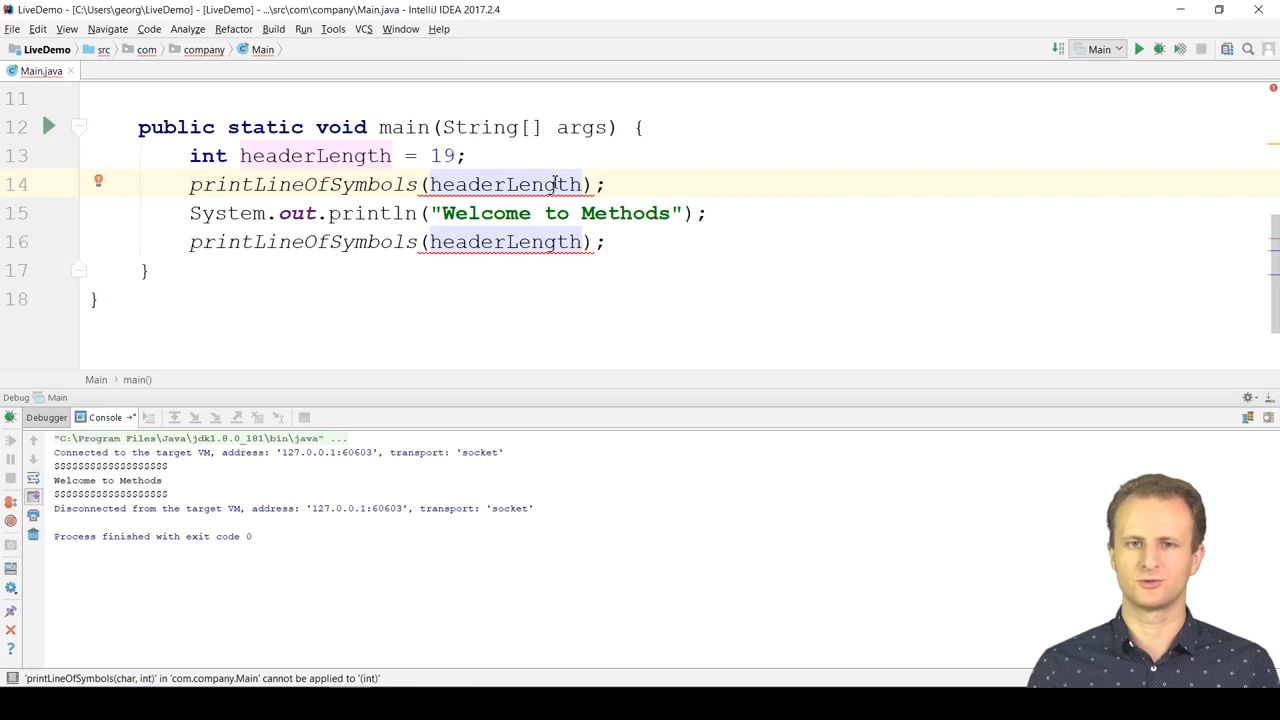 LiveDemo - [C:\Users\georg\LiveDemo] - [LiveDemo] - ...\src\com\company\Main.java - IntelliJ IDEA 2017.2.4
File Edit View Navigate Code Analyze Refactor Run Tools VCS Window Help
LiveDemo src com company Main Main
Main.java
11
12 public static void main(String[] args) {
13 int headerLength = 19;
14 printLineOfSymbols(headerLength);
15 System.out.println("Welcome to Methods");
16 printLineOfSymbols(headerLength);
17 }
18 }
Main main()
Debug Main
Debugger Console
"C:\Program Files\Java\jdk1.8.0_181\bin\java" ...
Connected to the target VM, address: '127.0.0.1:60603', transport: 'socket'
$$$$$$$$$$$$$$$$$$$
Welcome to Methods
$$$$$$$$$$$$$$$$$$$
Disconnected from the target VM, address: '127.0.0.1:60603', transport: 'socket'
Process finished with exit code 0
'printLineOfSymbols(char, int)' in 'com.company.Main' cannot be applied to '(int)'